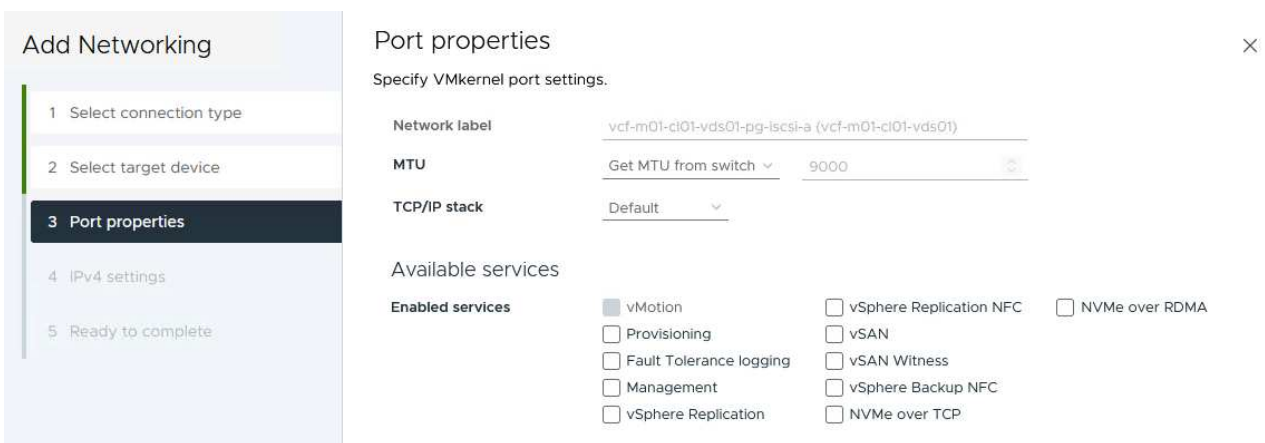 Add Networking
1 Select connection type
2 Select target device
3 Port properties
4 IPv4 settings
5 Ready to complete
Port properties
Specify VMkernel port settings.
Network label vcf-m01-cl01-vds01-pg-iscsi-a (vcf-m01-cl01-vds01)
MTU Get MTU from switch 9000
TCP/IP stack Default
Available services
Enabled services vMotion vSphere Replication NFC NVMe over RDMA
Provisioning vSAN
Fault Tolerance logging vSAN Witness
Management vSphere Backup NFC
vSphere Replication NVMe over TCP